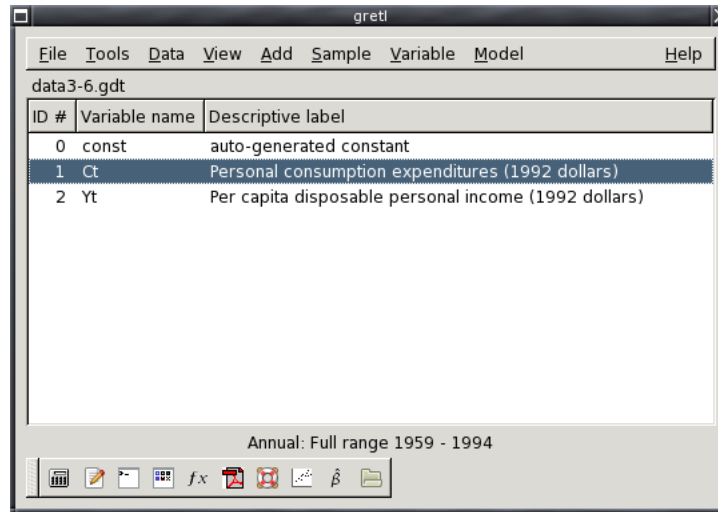 gretl
File Tools Data View Add Sample Variable Model Help
data3-6.gdt
ID # Variable name Descriptive label
0 const auto-generated constant
1 Ct Personal consumption expenditures (1992 dollars)
2 Yt Per capita disposable personal income (1992 dollars)
Annual: Full range 1959 - 1994
fx β̂